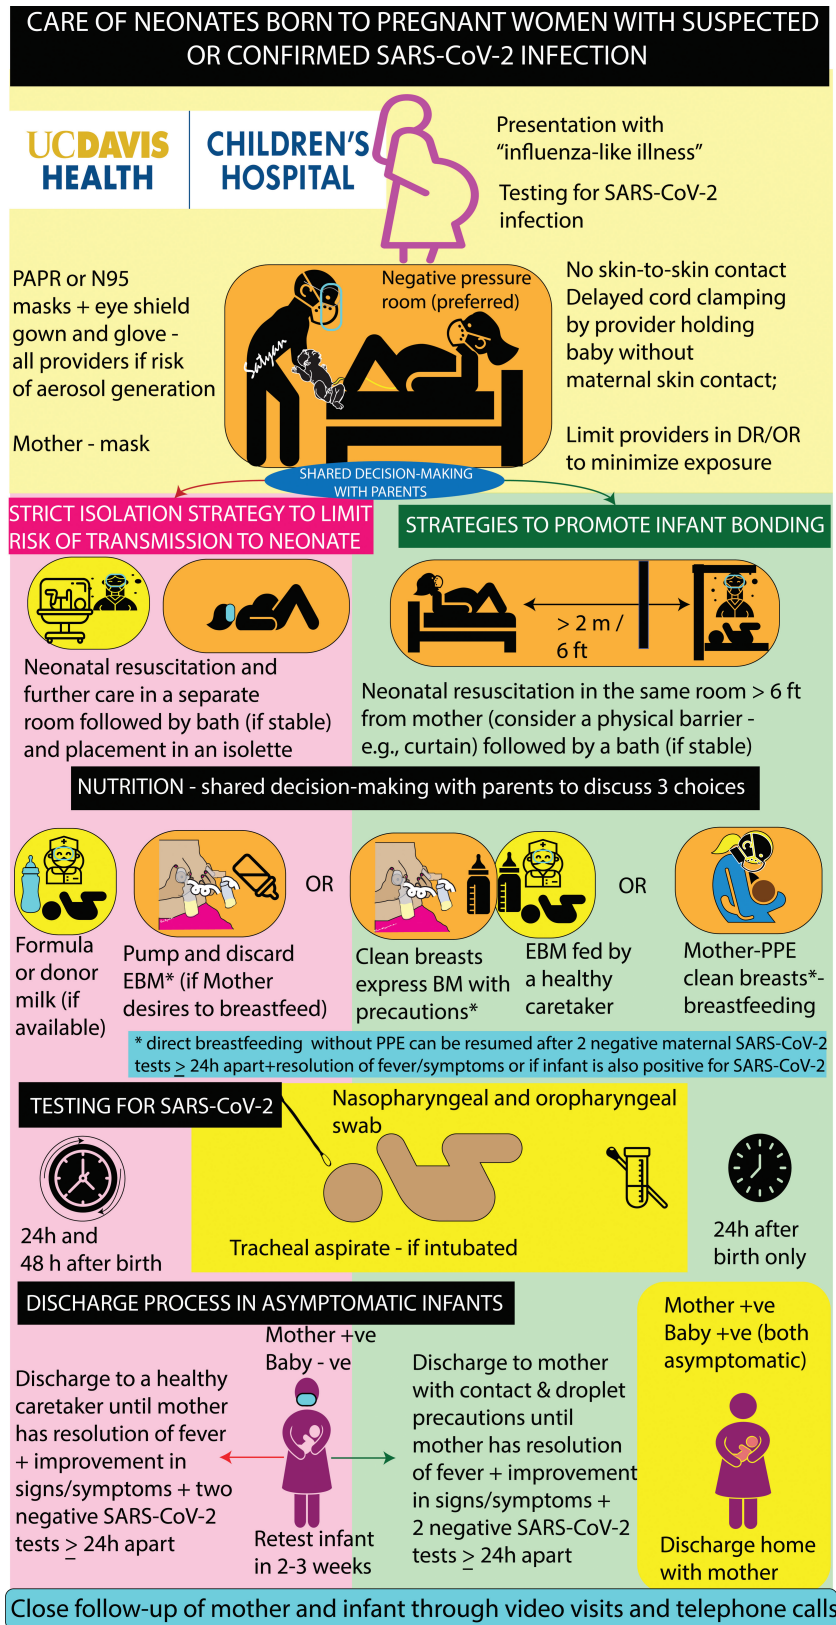 CARE OF NEONATES BORN TO PREGNANT WOMEN WITH SUSPECTED
OR CONFIRMED SARS-CoV-2 INFECTION
UCDAVIS
HEALTH
CHILDREN'S
HOSPITAL
Presentation with
“influenza-like illness”
Testing for SARS-CoV-2
infection
PAPR or N95
masks + eye shield
gown and glove -
all providers if risk
of aerosol generation
Mother - mask
Negative pressure
room (preferred)
Satyan
No skin-to-skin contact
Delayed cord clamping
by provider holding
baby without
maternal skin contact;
Limit providers in DR/OR
to minimize exposure
SHARED DECISION-MAKING
WITH PARENTS
STRICT ISOLATION STRATEGY TO LIMIT
RISK OF TRANSMISSION TO NEONATE
STRATEGIES TO PROMOTE INFANT BONDING
> 2 m /
6 ft
Neonatal resuscitation and
further care in a separate
room followed by bath (if stable)
and placement in an isolette
Neonatal resuscitation in the same room > 6 ft
from mother (consider a physical barrier -
e.g., curtain) followed by a bath (if stable)
NUTRITION - shared decision-making with parents to discuss 3 choices
OR
OR
Formula
or donor
milk (if
available)
Pump and discard
EBM* (if Mother
desires to breastfeed)
Clean breasts
express BM with
precautions*
EBM fed by
a healthy
caretaker
Mother-PPE
clean breasts*-
breastfeeding
* direct breastfeeding without PPE can be resumed after 2 negative maternal SARS-CoV-2
tests ≥ 24h apart+resolution of fever/symptoms or if infant is also positive for SARS-CoV-2
TESTING FOR SARS-CoV-2
Nasopharyngeal and oropharyngeal
swab
24h and
48 h after birth
Tracheal aspirate - if intubated
24h after
birth only
DISCHARGE PROCESS IN ASYMPTOMATIC INFANTS
Mother +ve
Baby - ve
Discharge to a healthy
caretaker until mother
has resolution of fever
+ improvement in
signs/symptoms + two
negative SARS-CoV-2
tests ≥ 24h apart
Retest infant
in 2-3 weeks
Discharge to mother
with contact & droplet
precautions until
mother has resolution
of fever + improvement
in signs/symptoms +
2 negative SARS-CoV-2
tests ≥ 24h apart
Mother +ve
Baby +ve (both
asymptomatic)
Discharge home
with mother
Close follow-up of mother and infant through video visits and telephone calls